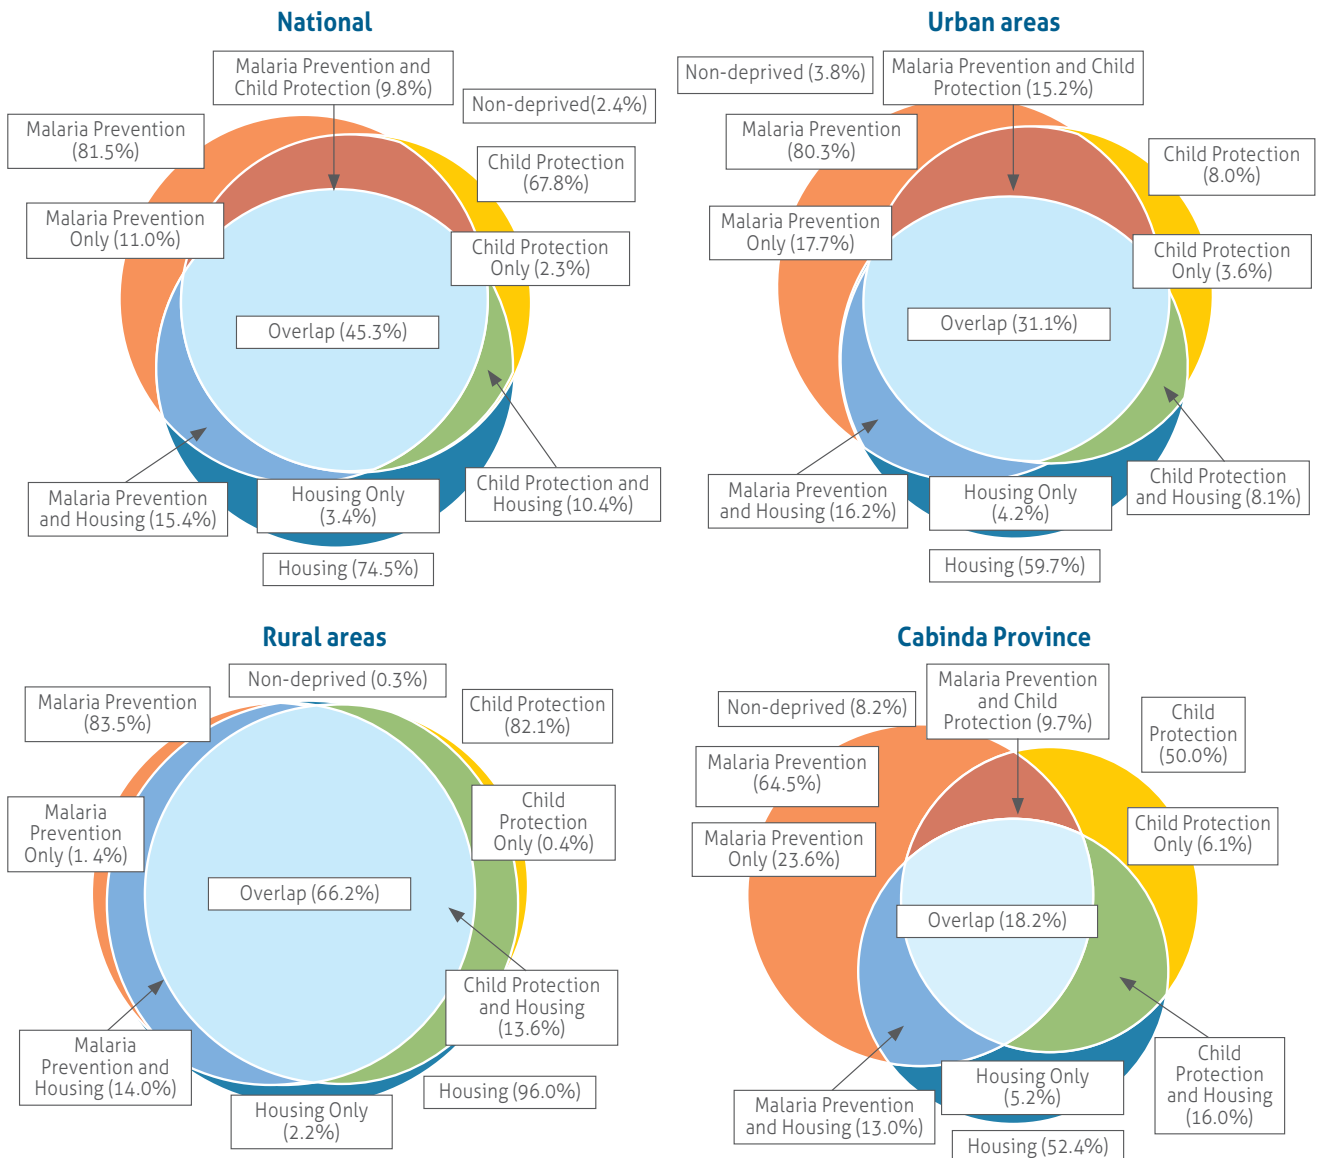 National
Malaria Prevention and
Child Protection (9.8%)
Non-deprived(2.4%)
Malaria Prevention
(81.5%)
Child Protection
(67.8%)
Malaria Prevention
Only (11.0%)
Child Protection
Only (2.3%)
Overlap (45.3%)
Malaria Prevention
and Housing (15.4%)
Housing Only
(3.4%)
Child Protection and
Housing (10.4%)
Housing (74.5%)
Urban areas
Non-deprived (3.8%)
Malaria Prevention and Child
Protection (15.2%)
Malaria Prevention
(80.3%)
Child Protection
(8.0%)
Malaria Prevention
Only (17.7%)
Child Protection
Only (3.6%)
Overlap (31.1%)
Malaria Prevention
and Housing (16.2%)
Housing Only
(4.2%)
Child Protection
and Housing (8.1%)
Housing (59.7%)
Rural areas
Non-deprived (0.3%)
Malaria Prevention
(83.5%)
Child Protection
(82.1%)
Malaria
Prevention
Only (1. 4%)
Child
Protection
Only (0.4%)
Overlap (66.2%)
Child Protection
and Housing
(13.6%)
Malaria
Prevention and
Housing (14.0%)
Housing Only
(2.2%)
Housing (96.0%)
Cabinda Province
Malaria Prevention
and Child
Protection (9.7%)
Non-deprived (8.2%)
Child
Protection
(50.0%)
Malaria Prevention
(64.5%)
Malaria Prevention
Only (23.6%)
Child Protection
Only (6.1%)
Overlap (18.2%)
Malaria Prevention
and Housing (13.0%)
Housing Only
(5.2%)
Child
Protection
and Housing
(16.0%)
Housing (52.4%)